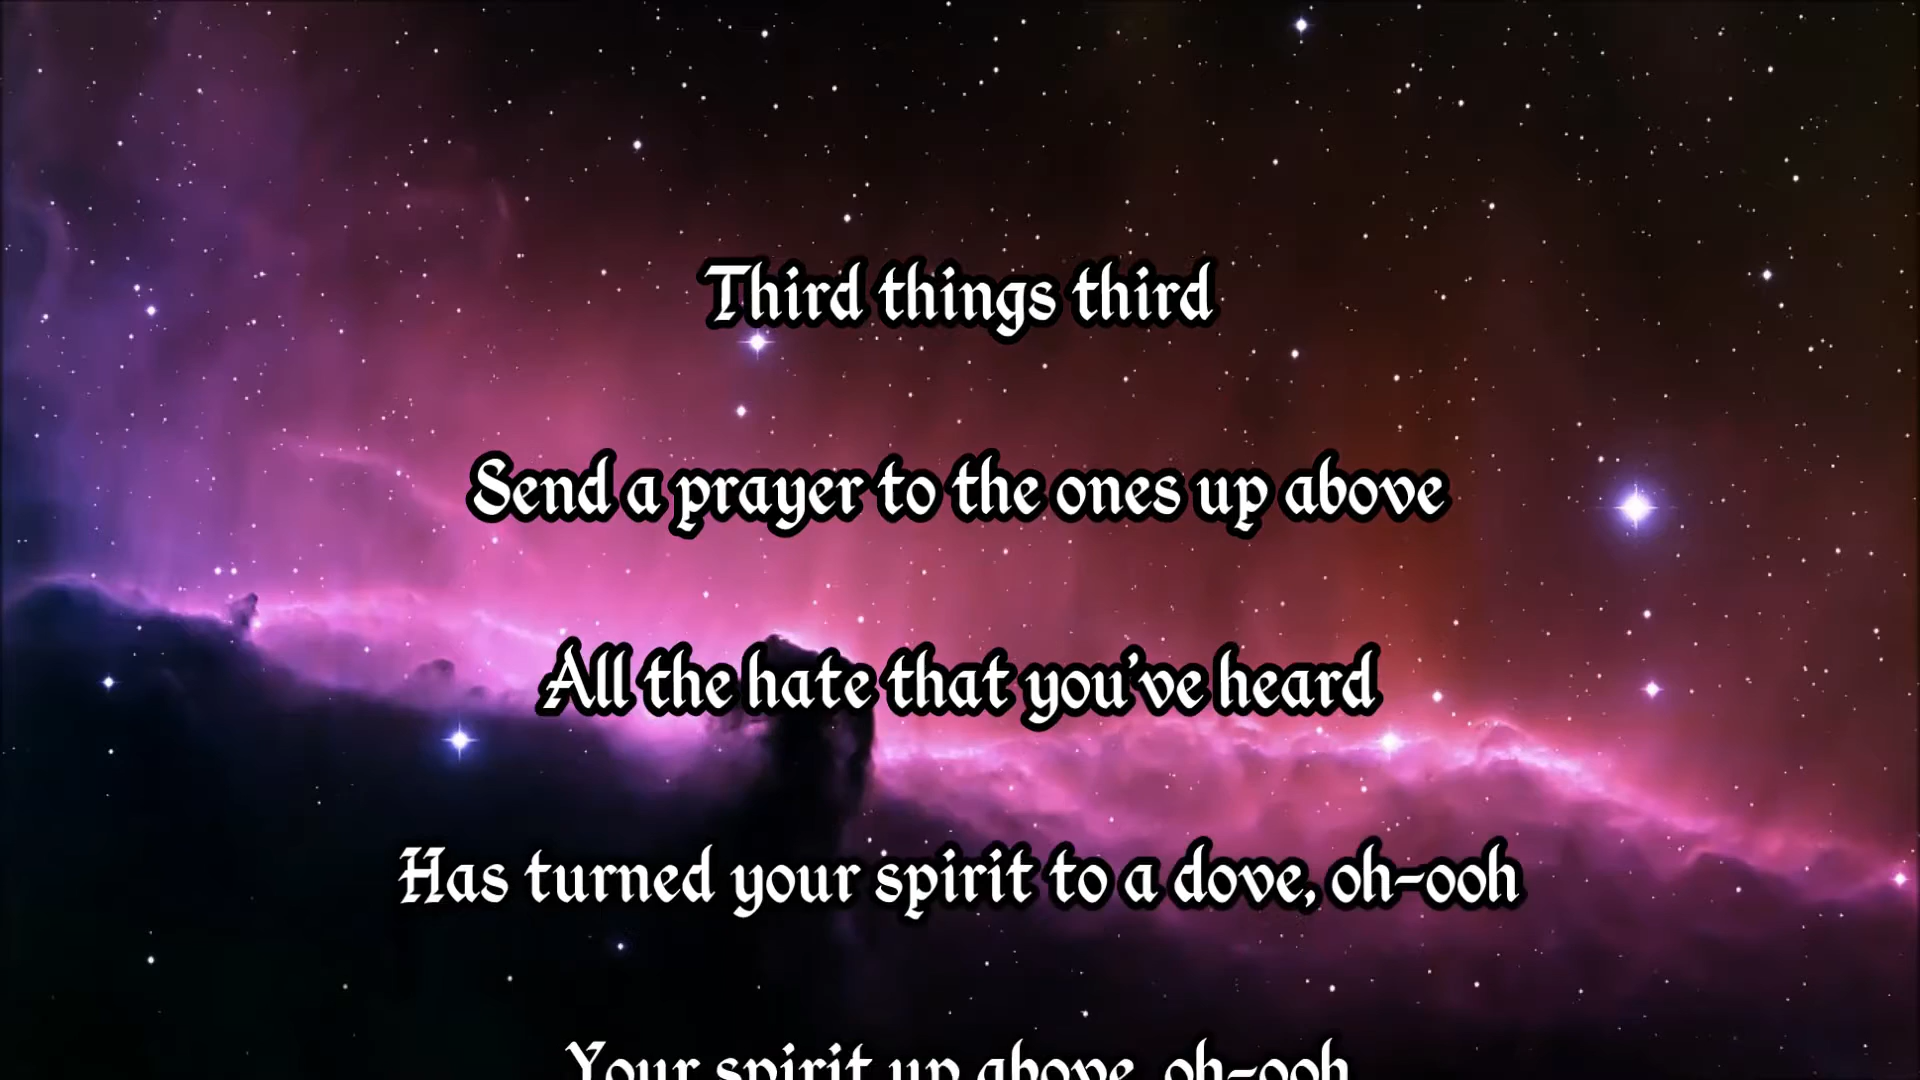 Third things third
Send a prayer to the ones up above
All the hate that you've heard
Has turned your spirit to a dove, oh-ooh
Your spirit up above, oh-ooh